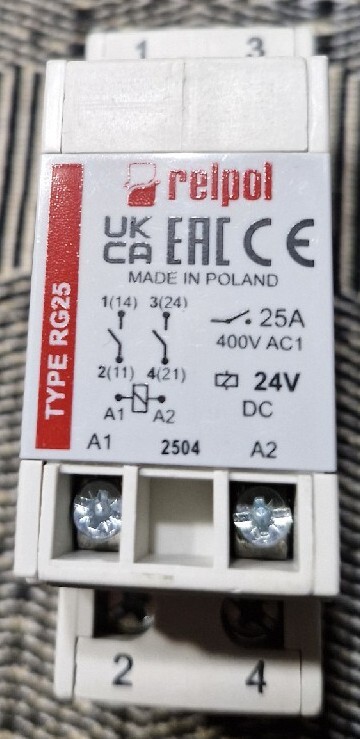 1 3
relpol
UK CA EAC CE
MADE IN POLAND
TYPE RG25
1(14) 3(24)
25A
400V AC1
2(11) 4(21)
24V
DC
A1 A2
A1 2504 A2
2 4